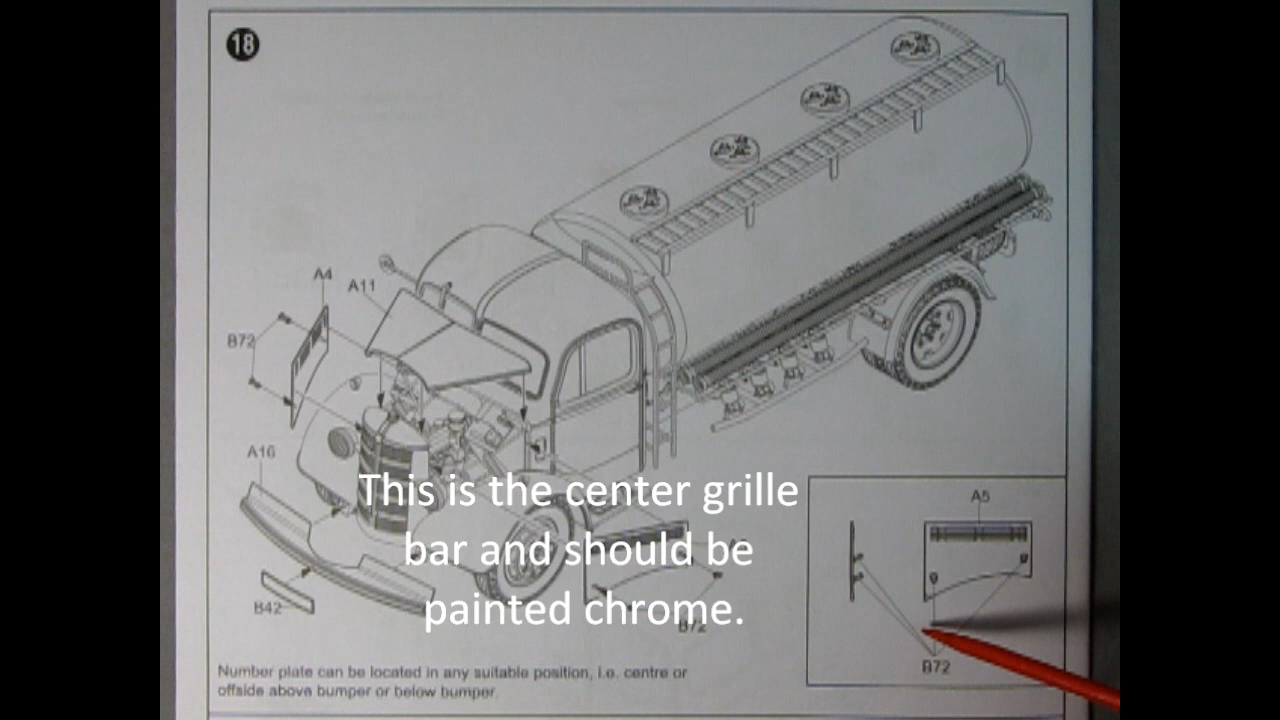 18
A4
A11
B72
A16
A5
This is the center grille
bar and should be
painted chrome.
B42
B72
B72
Number plate can be located in any suitable position, i.e. centre or
offside above bumper or below bumper.